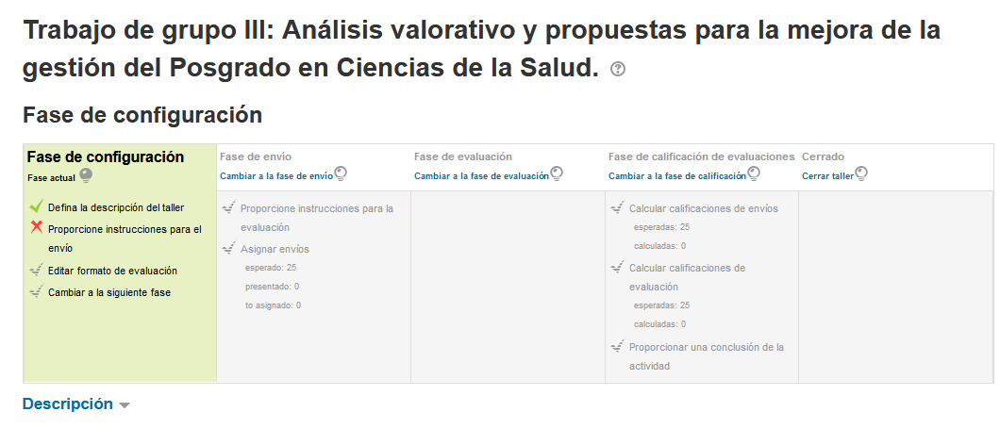 Trabajo de grupo III: Análisis valorativo y propuestas para la mejora de la
gestión del Posgrado en Ciencias de la Salud. ?
Fase de configuración
Fase de configuración
Fase actual
Defina la descripción del taller
Proporcione instrucciones para el
envío
Editar formato de evaluación
Cambiar a la siguiente fase
Fase de envío
Cambiar a la fase de envío
Proporcione instrucciones para la
evaluación
Asignar envíos
esperado: 25
presentado: 0
to asignado: 0
Fase de evaluación
Cambiar a la fase de evaluación
Fase de calificación de evaluaciones
Cambiar a la fase de calificación
Calcular calificaciones de envíos
esperadas: 25
calculadas: 0
Calcular calificaciones de
evaluación
esperadas: 25
calculadas: 0
Proporcionar una conclusión de la
actividad
Cerrado
Cerrar taller
Descripción